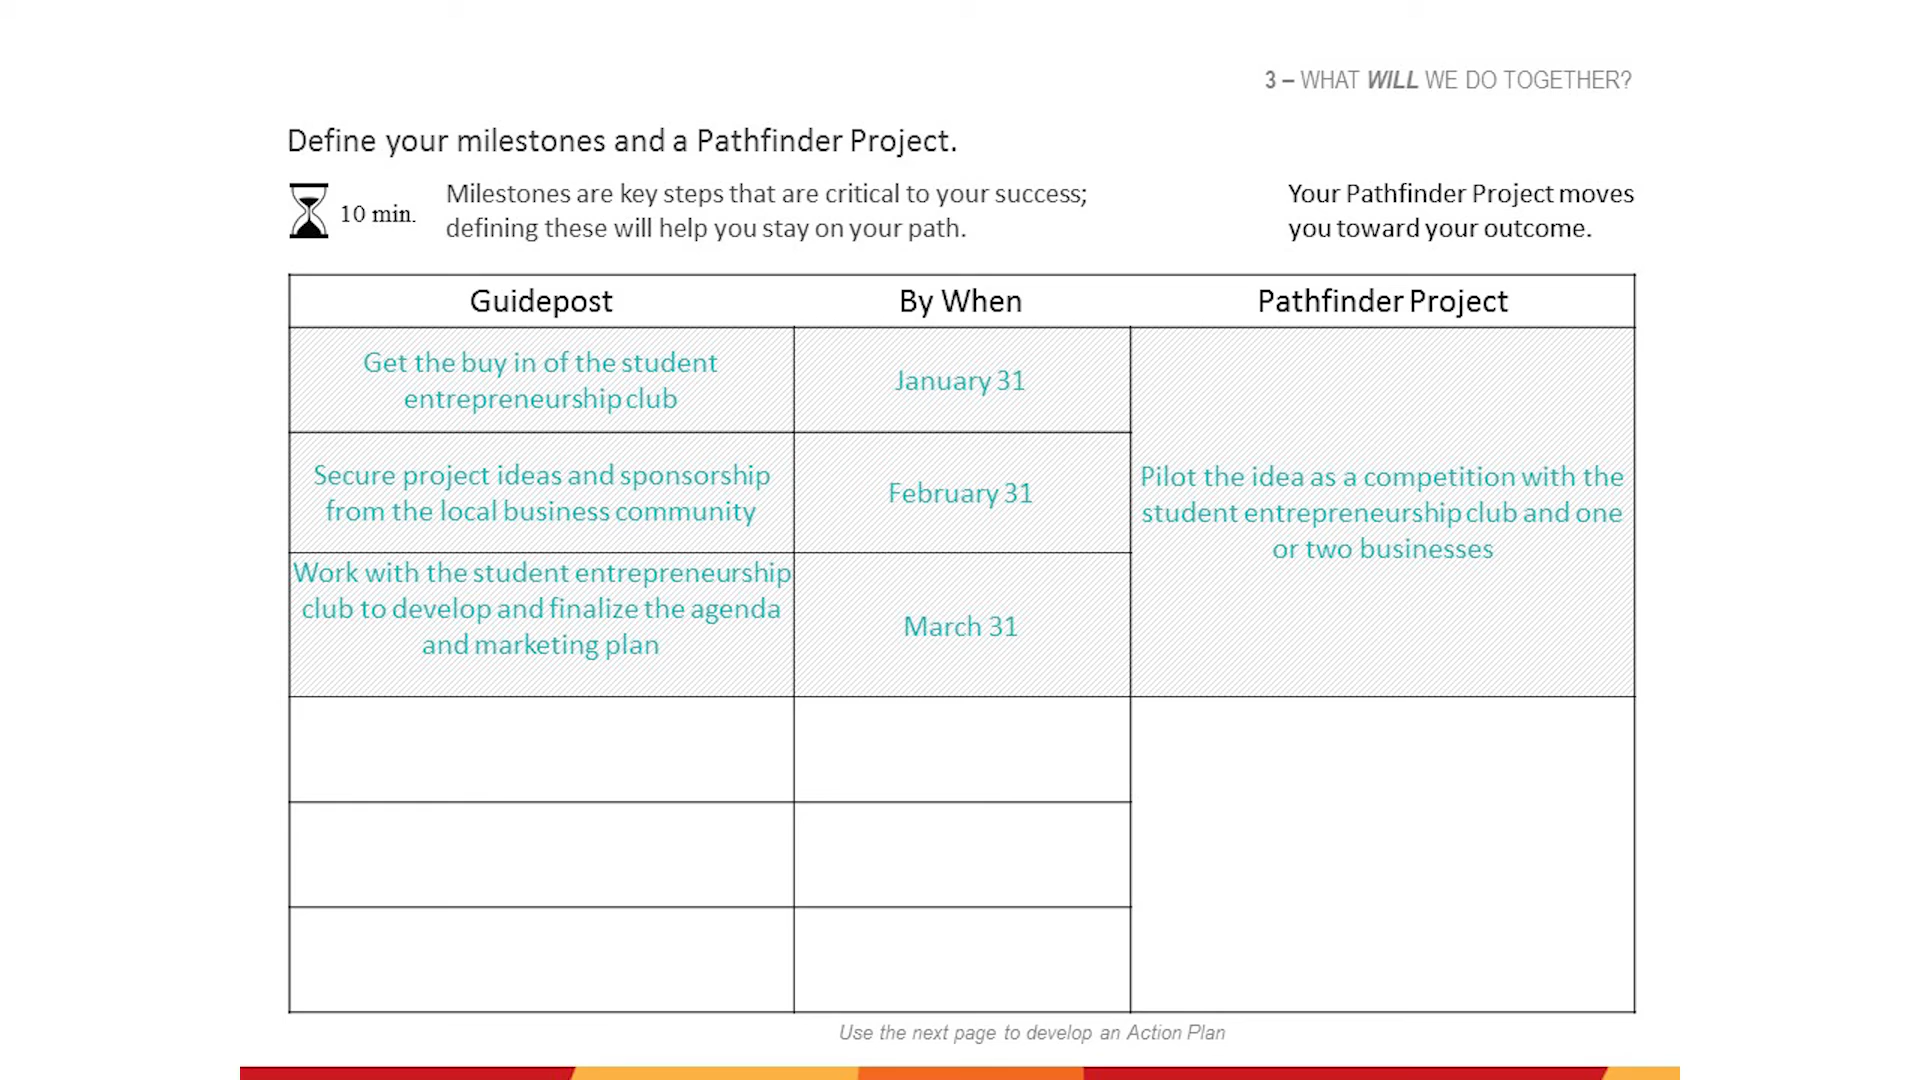 3 – WHAT WILL WE DO TOGETHER?
Define your milestones and a Pathfinder Project.
10 min.
Milestones are key steps that are critical to your success;
defining these will help you stay on your path.
Your Pathfinder Project moves
you toward your outcome.
Guidepost
By When
Pathfinder Project
Get the buy in of the student
entrepreneurship club
January 31
Secure project ideas and sponsorship
from the local business community
February 31
Work with the student entrepreneurship
club to develop and finalize the agenda
and marketing plan
March 31
Pilot the idea as a competition with the
student entrepreneurship club and one
or two businesses
Use the next page to develop an Action Plan